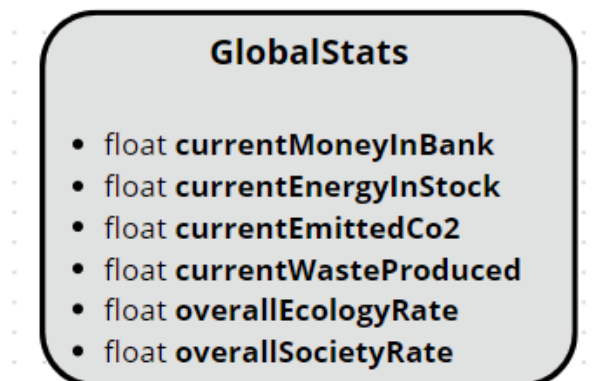 GlobalStats
• float currentMoneyInBank
• float currentEnergyInStock
• float currentEmittedCo2
• float currentWasteProduced
• float overallEcologyRate
• float overallSocietyRate